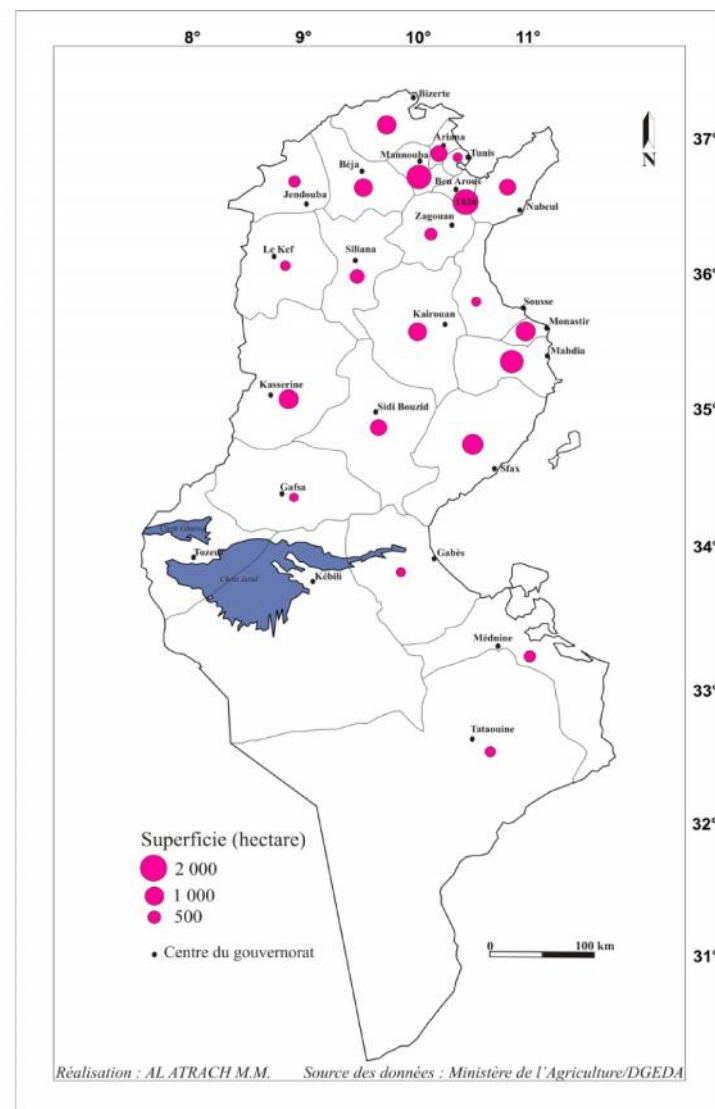 8° 9° 10° 11°
Bizerte
37°
Ariana
Mannouba
Tunis
N
Béja
Ben Arous
Jendouba
1620
Nabeul
Zagouan
Le Kef
Siliana
36°
Sousse
Kairouan
Monastir
Mahdia
Kasserine
Sidi Bouzid
35°
Sfax
Gafsa
34°
Gabès
Kébili
Médnine
33°
Tataouine
32°
Superficie (hectare)
2 000
1 000
500
Centre du gouvernorat
0 100 km
31°
Réalisation : AL ATRACH M.M. Source des données : Ministère de l'Agriculture/DGEDA